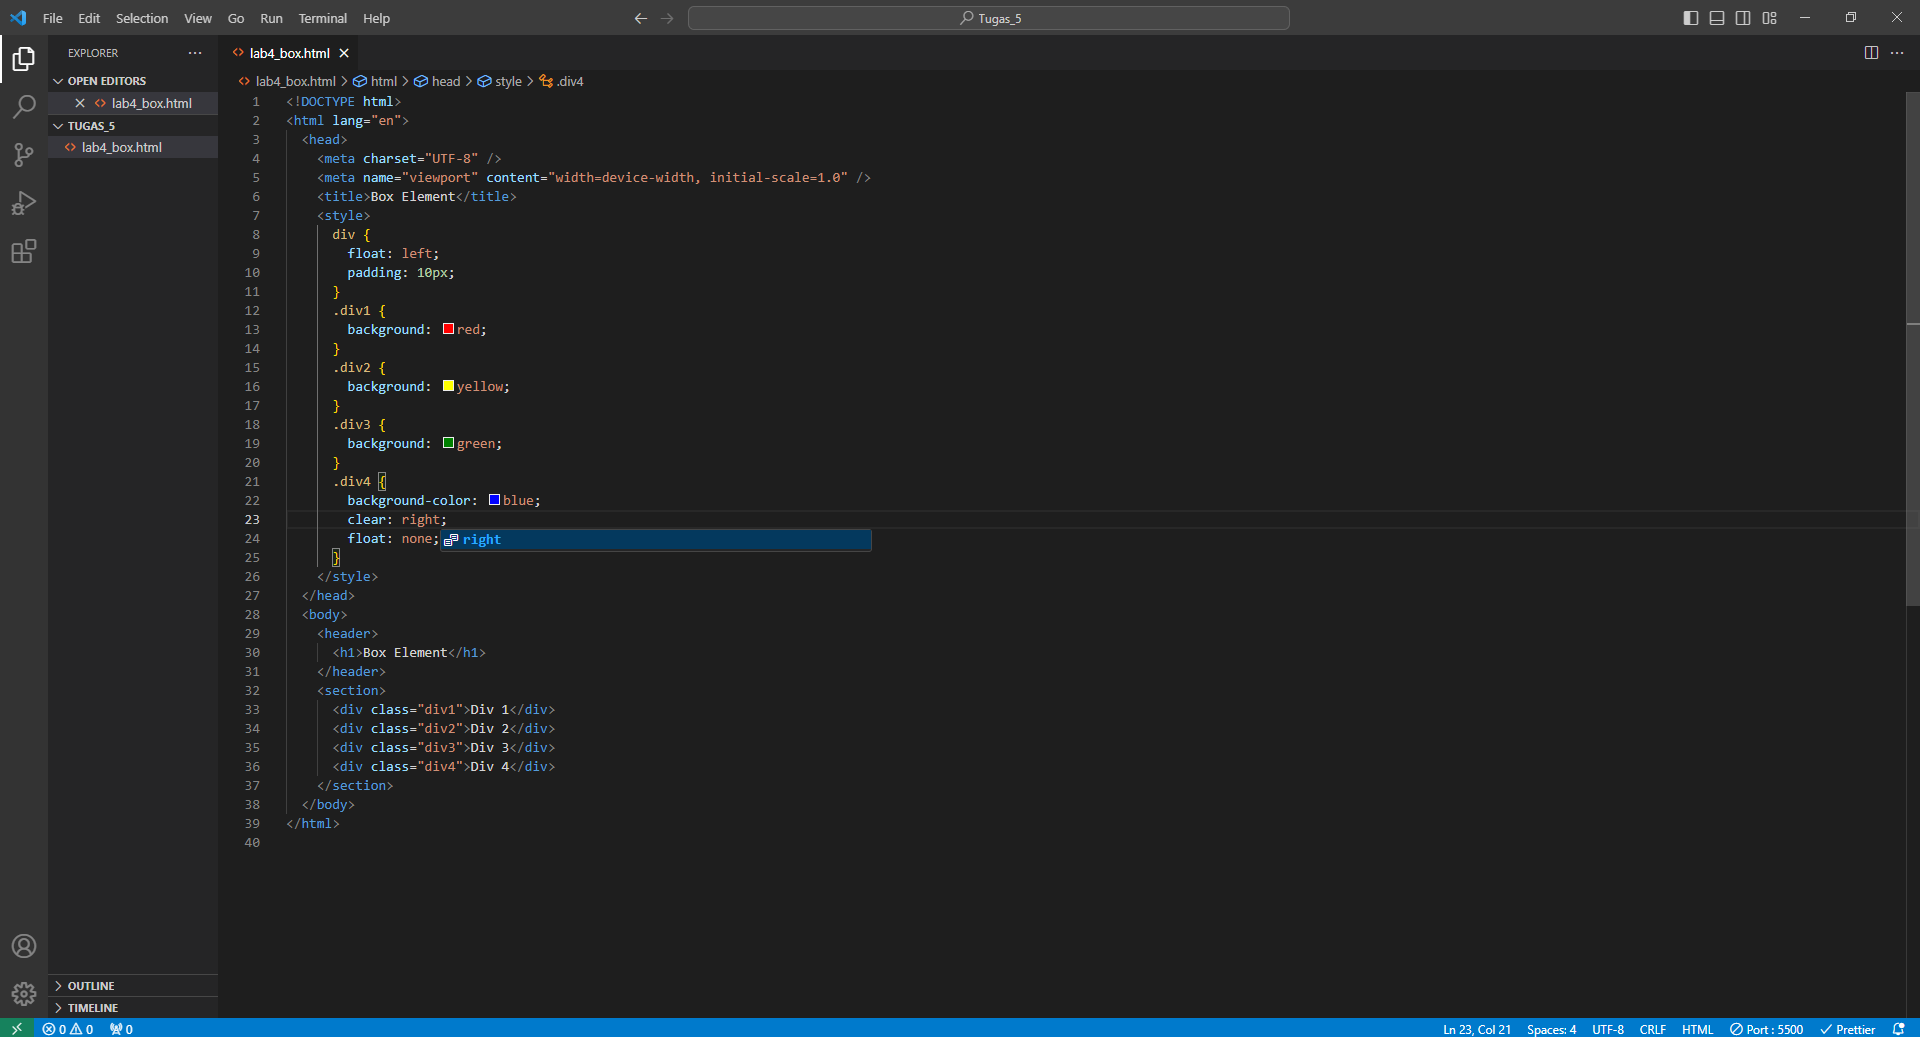 File Edit Selection View Go Run Terminal Help
Tugas_5
EXPLORER
OPEN EDITORS
lab4_box.html
TUGAS_5
lab4_box.html
OUTLINE
TIMELINE
lab4_box.html
lab4_box.html > html > head > style > .div4
1 <!DOCTYPE html>
2 <html lang="en">
3 <head>
4 <meta charset="UTF-8" />
5 <meta name="viewport" content="width=device-width, initial-scale=1.0" />
6 <title>Box Element</title>
7 <style>
8 div {
9 float: left;
10 padding: 10px;
11 }
12 .div1 {
13 background: red;
14 }
15 .div2 {
16 background: yellow;
17 }
18 .div3 {
19 background: green;
20 }
21 .div4 {
22 background-color: blue;
23 clear: right;
24 float: none; right
25 }
26 </style>
27 </head>
28 <body>
29 <header>
30 <h1>Box Element</h1>
31 </header>
32 <section>
33 <div class="div1">Div 1</div>
34 <div class="div2">Div 2</div>
35 <div class="div3">Div 3</div>
36 <div class="div4">Div 4</div>
37 </section>
38 </body>
39 </html>
40
0 0 0 Ln 23, Col 21 Spaces: 4 UTF-8 CRLF HTML Port : 5500 Prettier